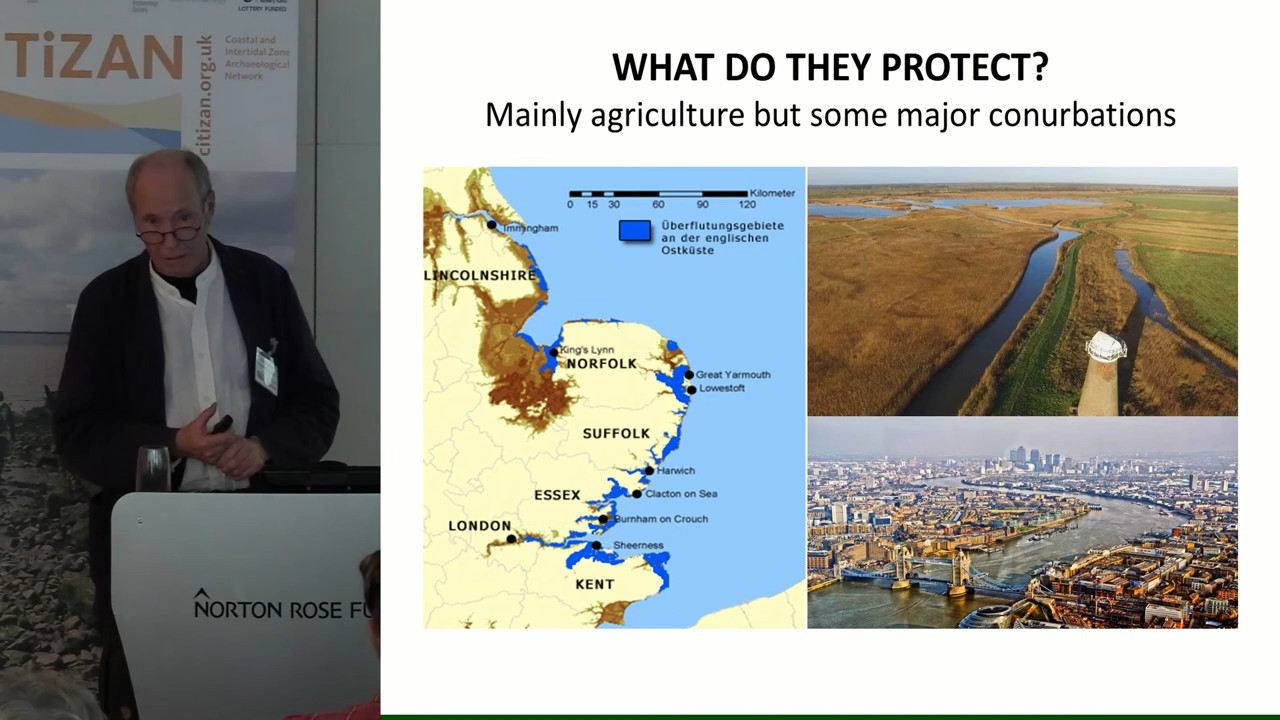 LOTTERY FUNDED
TiZAN
citizan.org.uk
Coastal and
Intertidal Zone
Archaeological
Network
NORTON ROSE FU
WHAT DO THEY PROTECT?
Mainly agriculture but some major conurbations
Kilometer
0 15 30 60 90 120
Überflutungsgebiete
an der englischen
Ostküste
Immingham
LINCOLNSHIRE
King's Lynn
NORFOLK
Great Yarmouth
Lowestoft
SUFFOLK
Harwich
ESSEX
Clacton on Sea
Burnham on Crouch
LONDON
Sheerness
KENT